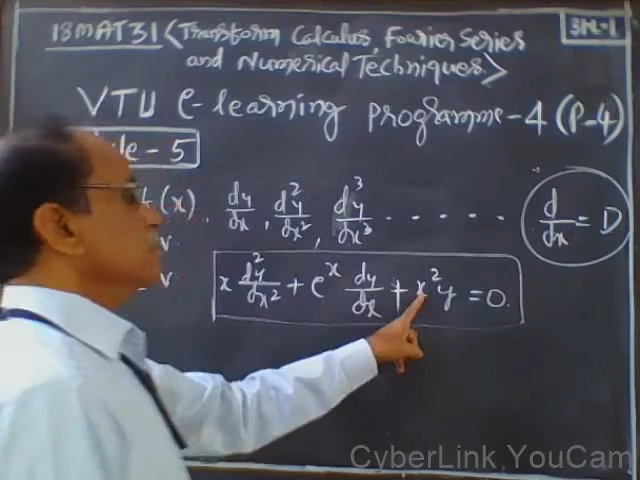 18MAT31 < Transform Calculus, Fourier Series
and Numerical Techniques >
3M-1
VTU e-learning programme-4 (P-4)
- 5
(x) dy/dx, d²y/dx², d³y/dx³ . . . . . .
d/dx = D
x d²y/dx² + e^x dy/dx + x²y = 0.
CyberLink YouCam